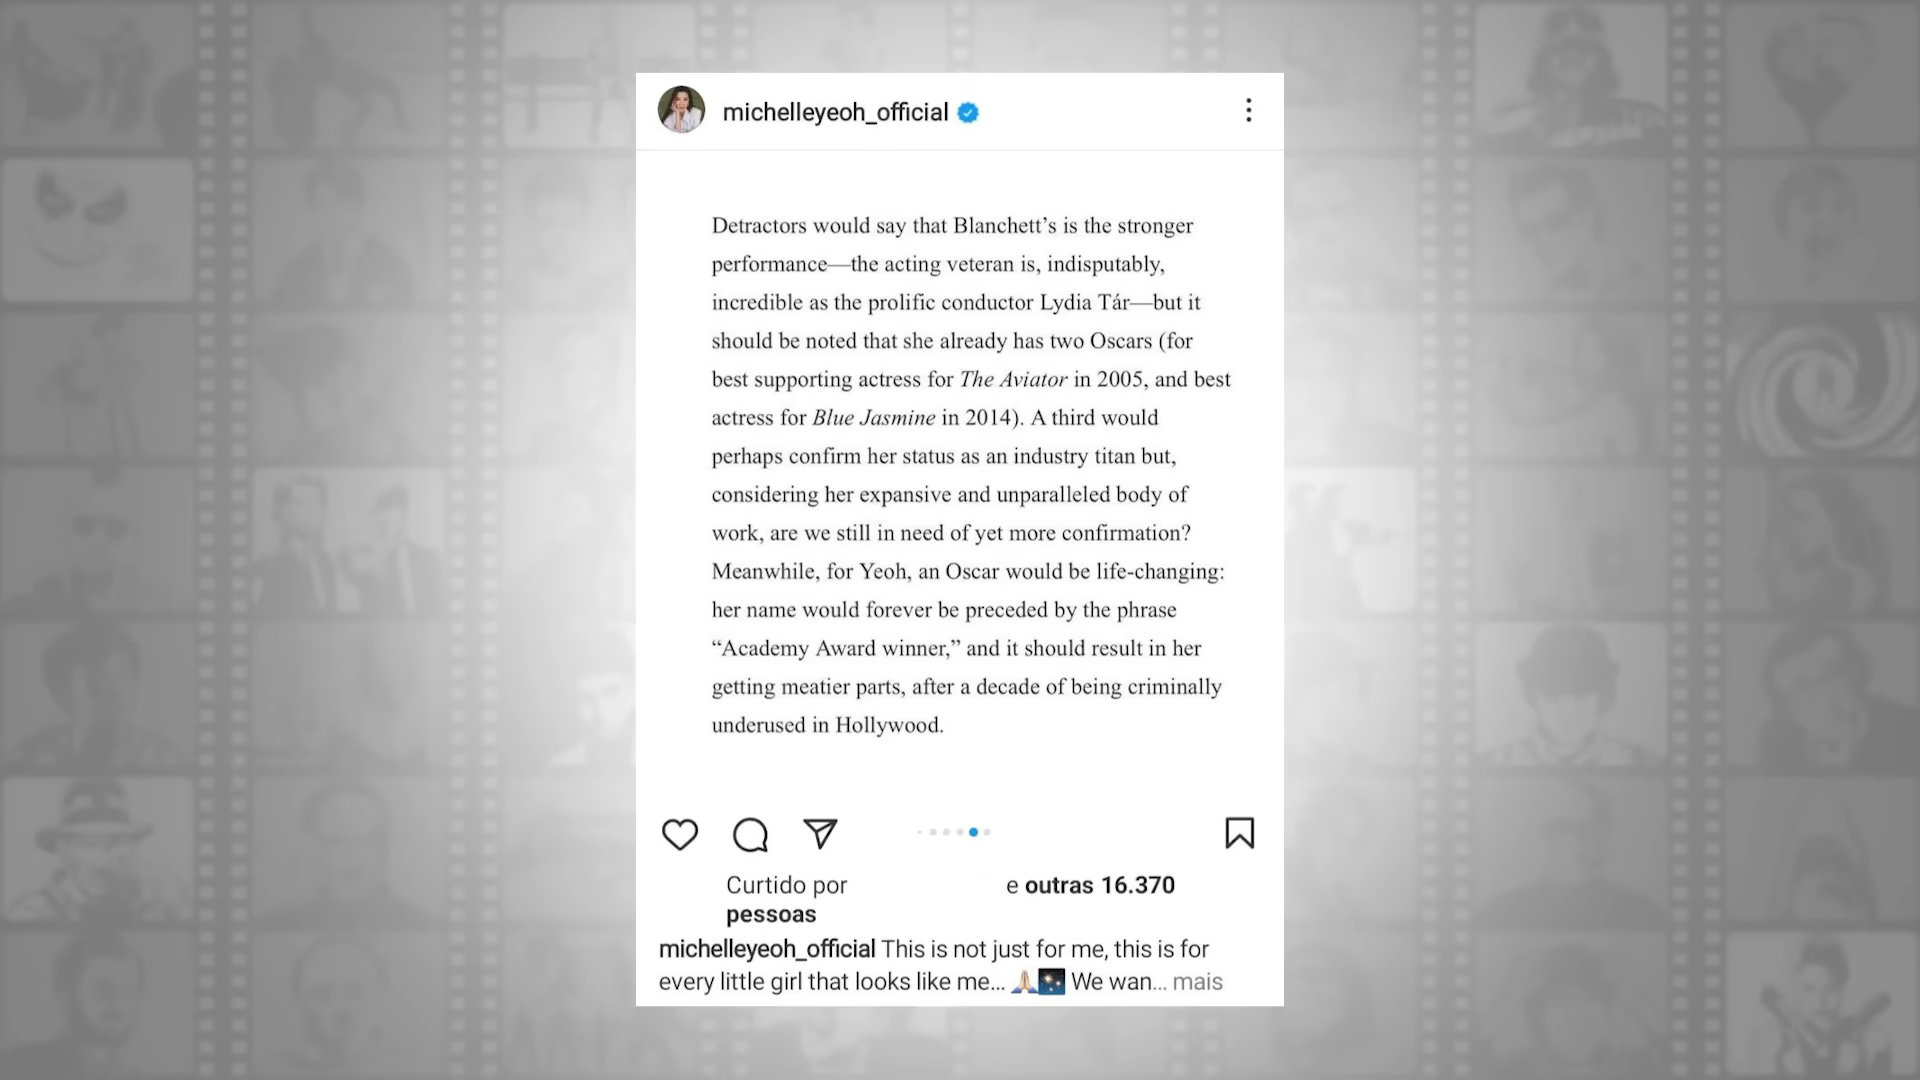 michelleyeoh_official
Detractors would say that Blanchett’s is the stronger
performance—the acting veteran is, indisputably,
incredible as the prolific conductor Lydia Tár—but it
should be noted that she already has two Oscars (for
best supporting actress for The Aviator in 2005, and best
actress for Blue Jasmine in 2014). A third would
perhaps confirm her status as an industry titan but,
considering her expansive and unparalleled body of
work, are we still in need of yet more confirmation?
Meanwhile, for Yeoh, an Oscar would be life-changing:
her name would forever be preceded by the phrase
“Academy Award winner,” and it should result in her
getting meatier parts, after a decade of being criminally
underused in Hollywood.
Curtido por e outras 16.370
pessoas
michelleyeoh_official This is not just for me, this is for
every little girl that looks like me... 🙏🏼🎇 We wan... mais